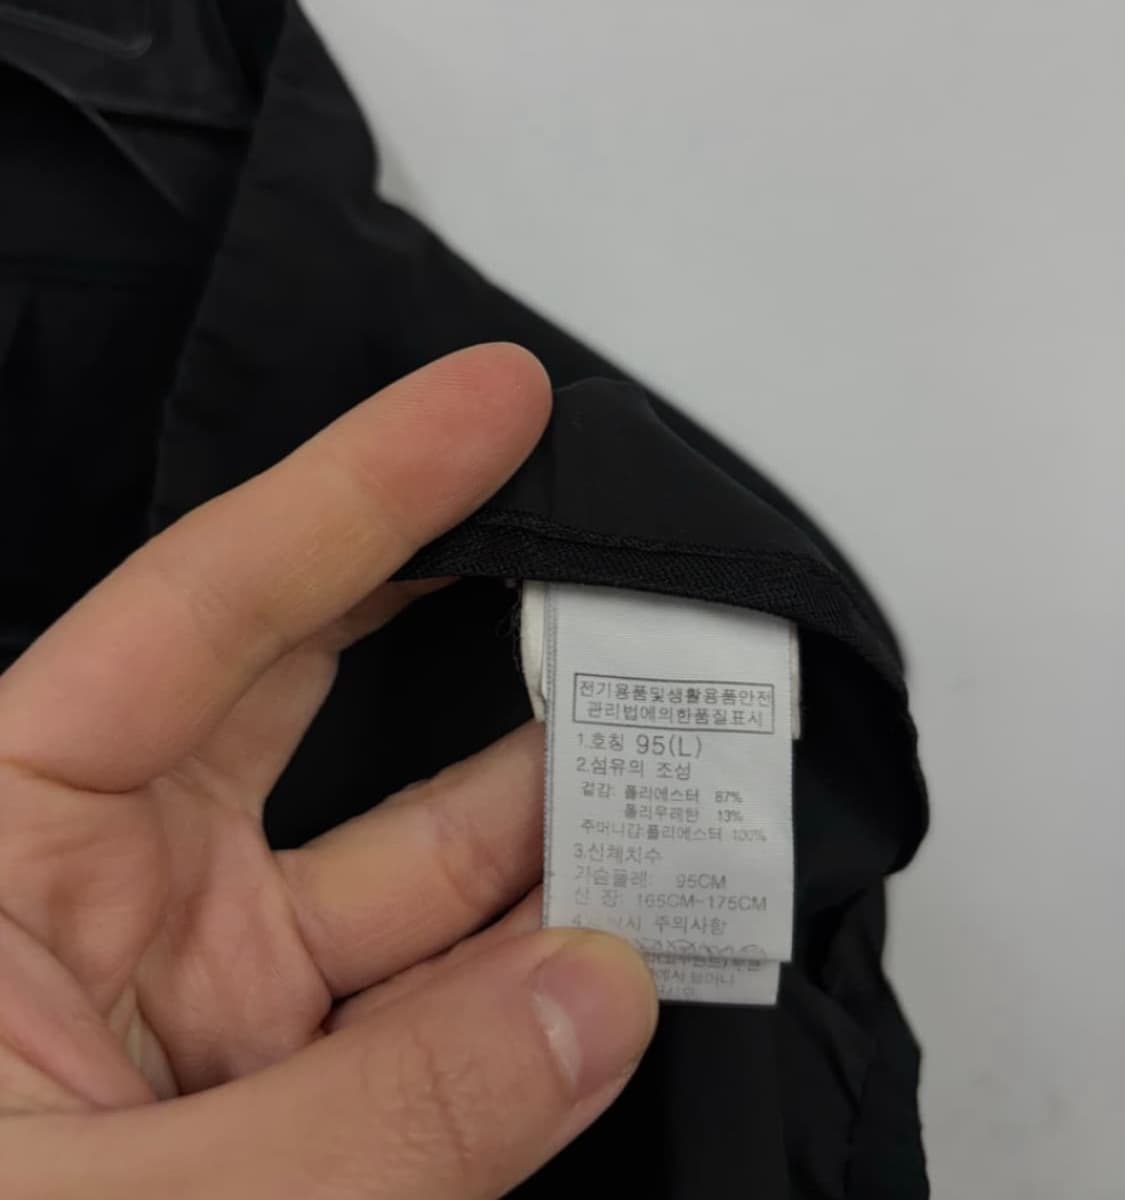 전기용품및생활용품안전
관리법에의한품질표시
1.호칭 95(L)
2.섬유의 조성
겉감: 폴리에스터 87%
폴리우레탄 13%
주머니감:폴리에스터 100%
3.신체치수
가슴둘레: 95CM
신 장: 165CM~175CM
4. 시 주의사항